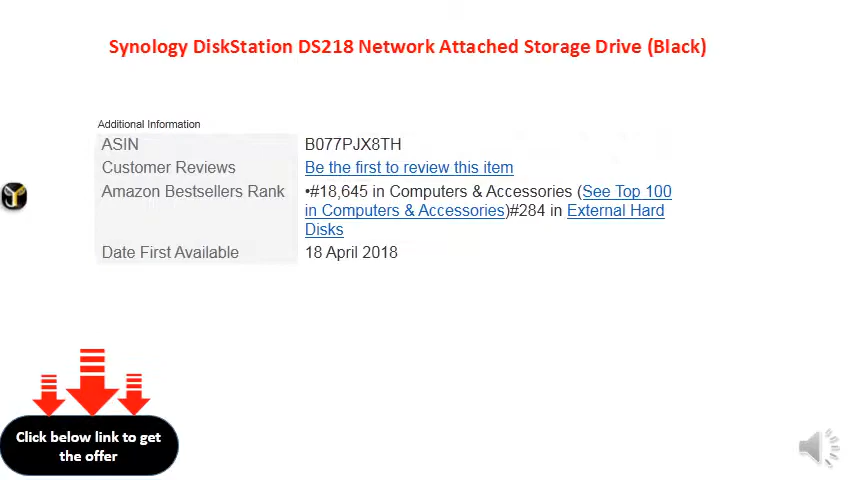 Synology DiskStation DS218 Network Attached Storage Drive (Black)
Additional Information
ASIN B077PJX8TH
Customer Reviews Be the first to review this item
Amazon Bestsellers Rank •#18,645 in Computers & Accessories (See Top 100
in Computers & Accessories)#284 in External Hard
Disks
Date First Available 18 April 2018
Click below link to get
the offer